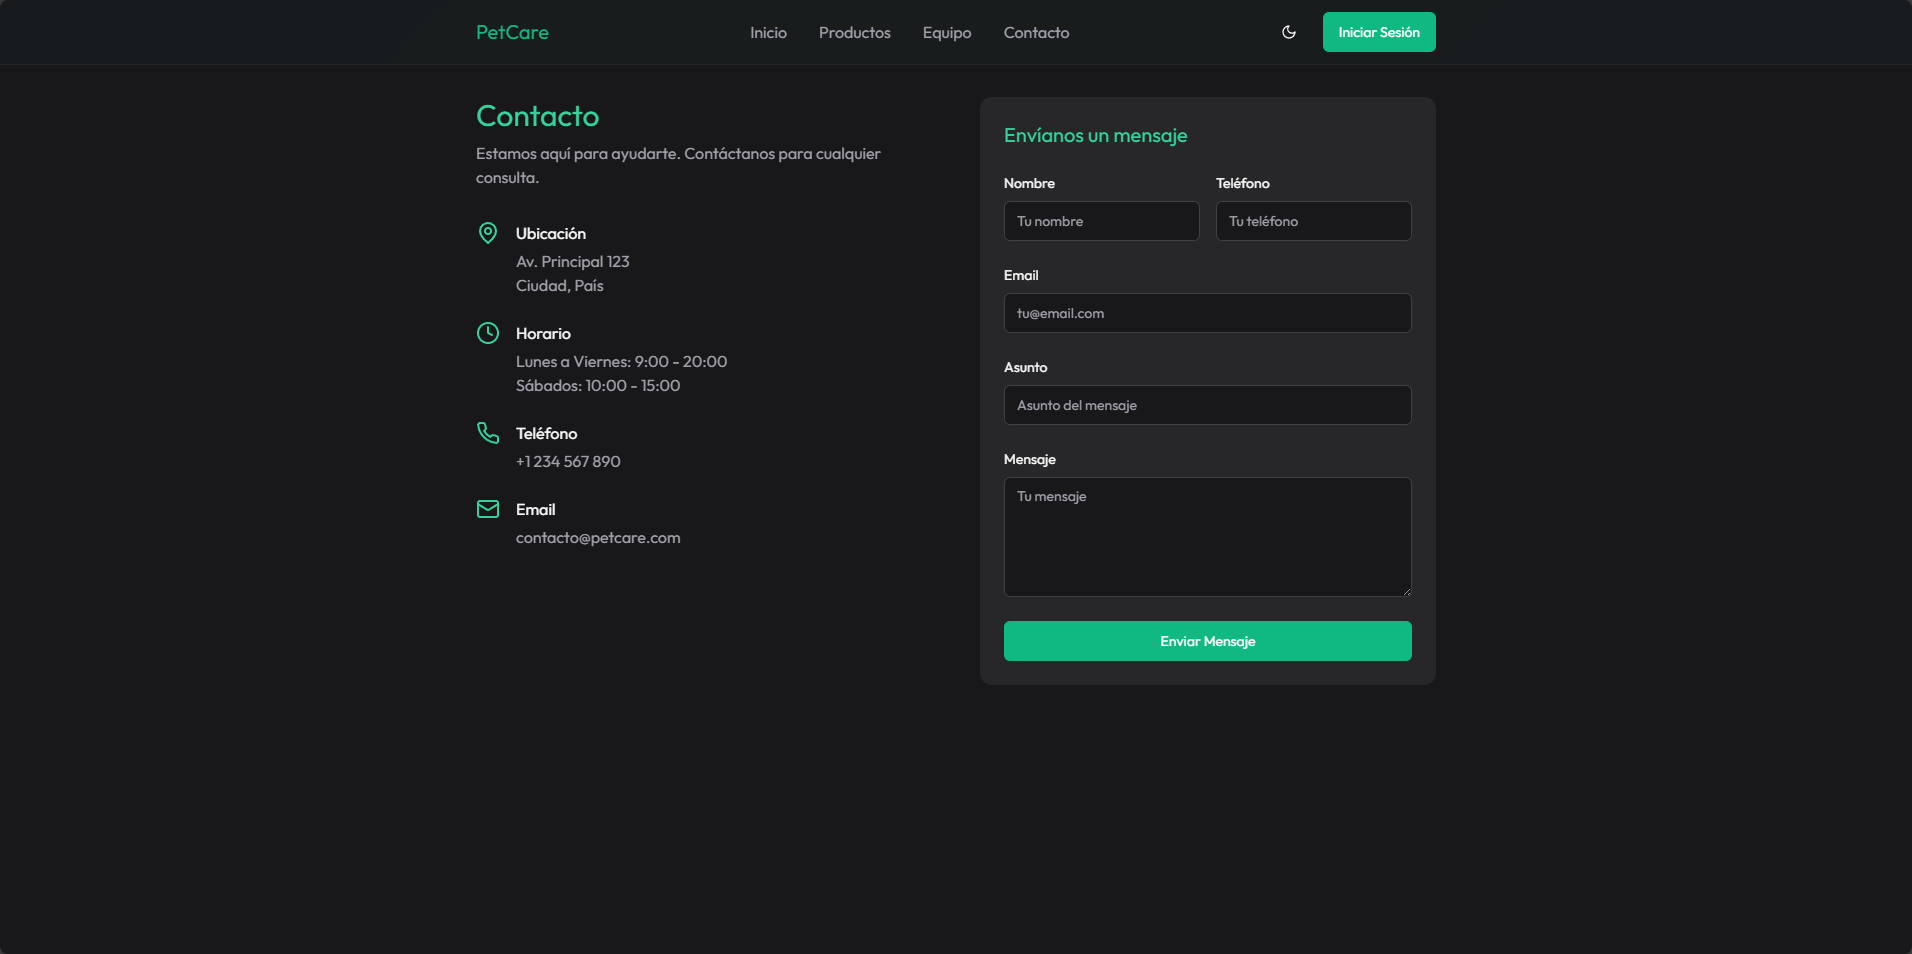 PetCare
Inicio
Productos
Equipo
Contacto
Iniciar Sesión
Contacto
Estamos aquí para ayudarte. Contáctanos para cualquier
consulta.
Ubicación
Av. Principal 123
Ciudad, País
Horario
Lunes a Viernes: 9:00 - 20:00
Sábados: 10:00 - 15:00
Teléfono
+1 234 567 890
Email
contacto@petcare.com
Envíanos un mensaje
Nombre
Tu nombre
Teléfono
Tu teléfono
Email
tu@email.com
Asunto
Asunto del mensaje
Mensaje
Tu mensaje
Enviar Mensaje